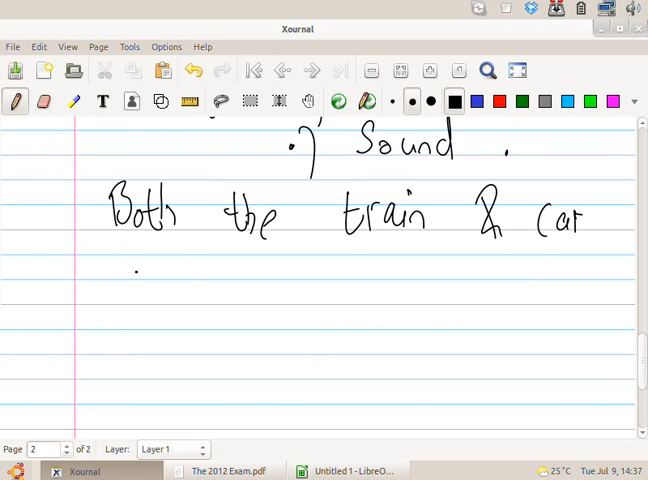 Xournal
File Edit View Page Tools Options Help
Sound .
Both the train & car
Page 2 of 2 Layer: Layer 1
Xournal The 2012 Exam.pdf Untitled 1 - LibreO... 25°C Tue Jul 9, 14:37